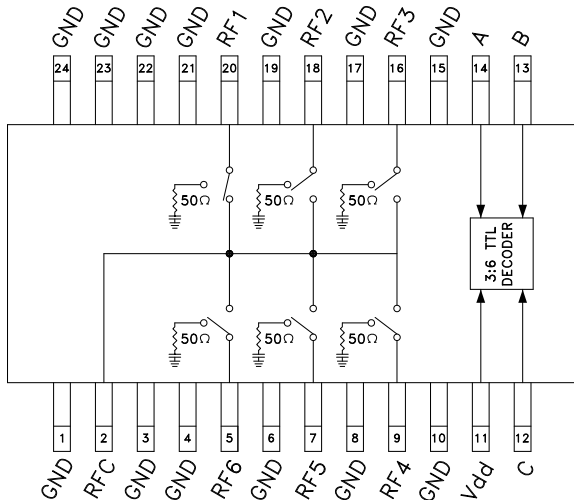 GND GND GND GND RF1 GND RF2 GND RF3 GND A B
24 23 22 21 20 19 18 17 16 15 14 13
50Ω 50Ω 50Ω
3:6 TTL
DECODER
50Ω 50Ω 50Ω
1 2 3 4 5 6 7 8 9 10 11 12
GND RFC GND GND RF6 GND RF5 GND RF4 GND Vdd C